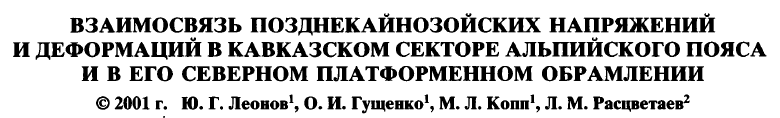 ВЗАИМОСВЯЗЬ ПОЗДНЕКАЙНОЗОЙСКИХ НАПРЯЖЕНИЙ
И ДЕФОРМАЦИЙ В КАВКАЗСКОМ СЕКТОРЕ АЛЬПИЙСКОГО ПОЯСА
И В ЕГО СЕВЕРНОМ ПЛАТФОРМЕННОМ ОБРАМЛЕНИИ
© 2001 г. Ю. Г. Леонов¹, О. И. Гущенко¹, М. Л. Копп¹, Л. М. Расцветаев²